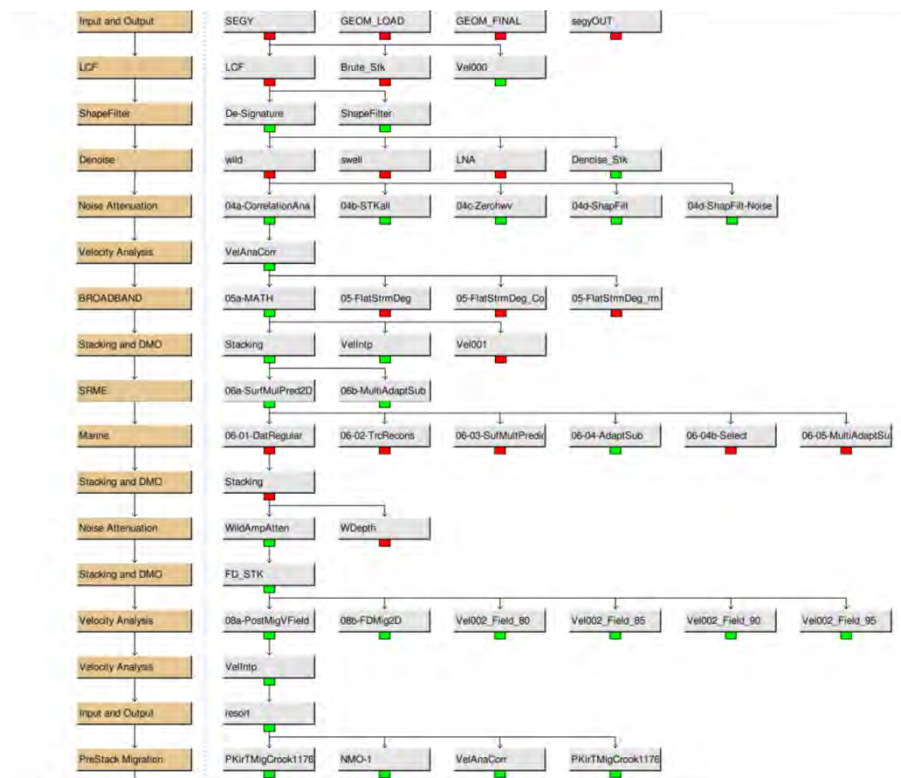 Input and Output SEGY GEOM_LOAD GEOM_FINAL segyOUT
LCF LCF Brute_Stk Vel000
ShapeFilter De-Signature ShapeFilter
Denoise wild swell LNA Denoise_Stk
Noise Attenuation 04a-CorrelationAna 04b-STKall 04c-Zerohwv 04d-ShapFilt 04d-ShapFilt-Noise
Velocity Analysis VelAnaCorr
BROADBAND 05a-MATH 05-FlatStrmDeg 05-FlatStrmDeg_Co 05-FlatStrmDeg_rm
Stacking and DMO Stacking VelIntp Vel001
SRME 06a-SurfMulPred2D 06b-MultiAdaptSub
Marine 06-01-DatRegular 06-02-TrcRecons 06-03-SufMultPredic 06-04-AdaptSub 06-04b-Select 06-05-MultiAdaptSu
Stacking and DMO Stacking
Noise Attenuation WildAmpAtten WDepth
Stacking and DMO FD_STK
Velocity Analysis 08a-PostMigVField 08b-FDMig2D Vel002_Field_80 Vel002_Field_85 Vel002_Field_90 Vel002_Field_95
Velocity Analysis VelIntp
Input and Output resort
PreStack Migration PKirTMigCrook1176 NMO-1 VelAnaCorr PKirTMigCrook1176